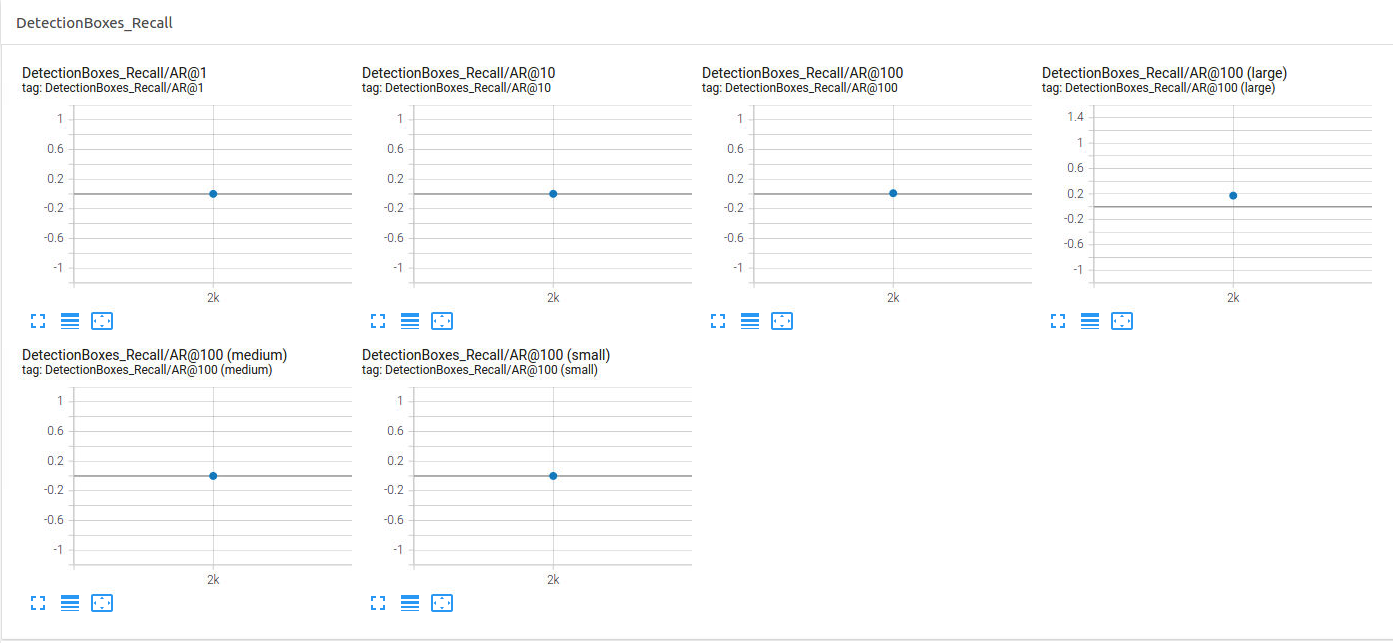 DetectionBoxes_Recall
DetectionBoxes_Recall/AR@1
tag: DetectionBoxes_Recall/AR@1
1
0.6
0.2
-0.2
-0.6
-1
2k
DetectionBoxes_Recall/AR@10
tag: DetectionBoxes_Recall/AR@10
1
0.6
0.2
-0.2
-0.6
-1
2k
DetectionBoxes_Recall/AR@100
tag: DetectionBoxes_Recall/AR@100
1
0.6
0.2
-0.2
-0.6
-1
2k
DetectionBoxes_Recall/AR@100 (large)
tag: DetectionBoxes_Recall/AR@100 (large)
1.4
1
0.6
0.2
-0.2
-0.6
-1
2k
DetectionBoxes_Recall/AR@100 (medium)
tag: DetectionBoxes_Recall/AR@100 (medium)
1
0.6
0.2
-0.2
-0.6
-1
2k
DetectionBoxes_Recall/AR@100 (small)
tag: DetectionBoxes_Recall/AR@100 (small)
1
0.6
0.2
-0.2
-0.6
-1
2k